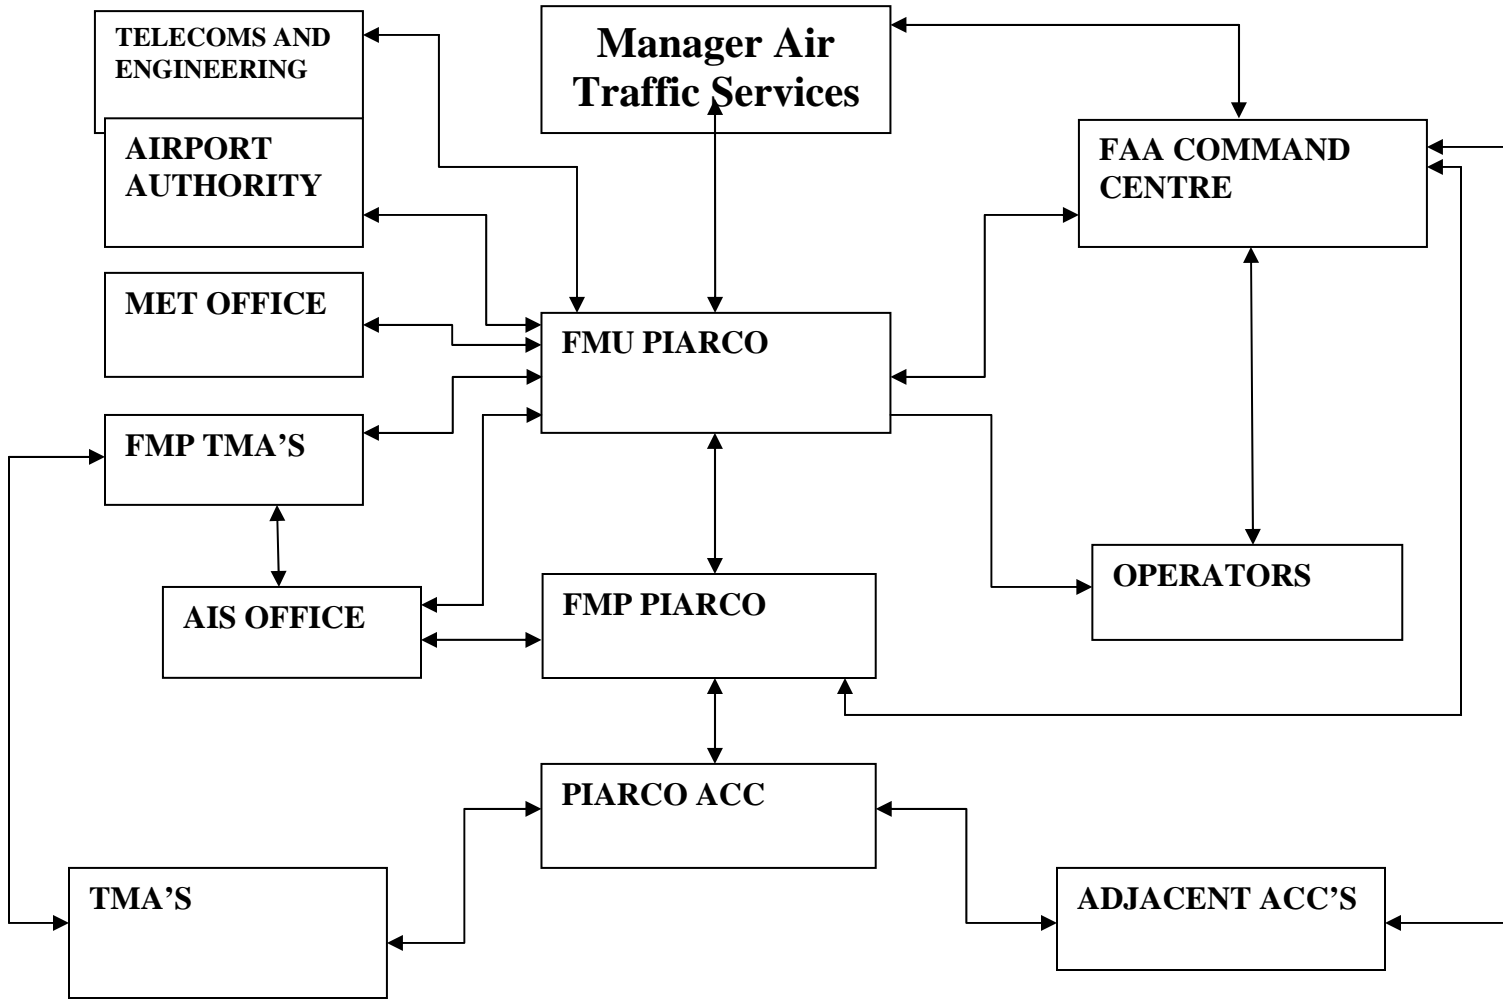 TELECOMS AND
ENGINEERING
Manager Air
Traffic Services
AIRPORT
AUTHORITY
FAA COMMAND
CENTRE
MET OFFICE
FMU PIARCO
FMP TMA’S
OPERATORS
AIS OFFICE
FMP PIARCO
PIARCO ACC
TMA’S
ADJACENT ACC’S